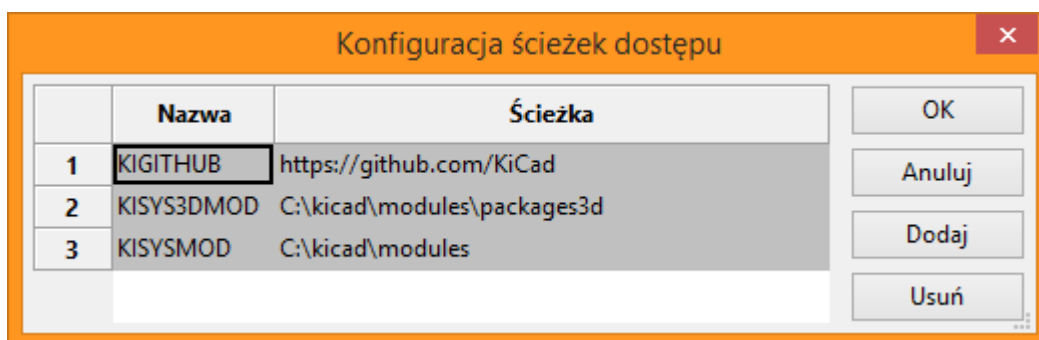 Konfiguracja ścieżek dostępu ×
Nazwa Ścieżka
1 KIGITHUB https://github.com/KiCad
2 KISYS3DMOD C:\kicad\modules\packages3d
3 KISYSMOD C:\kicad\modules
OK
Anuluj
Dodaj
Usuń